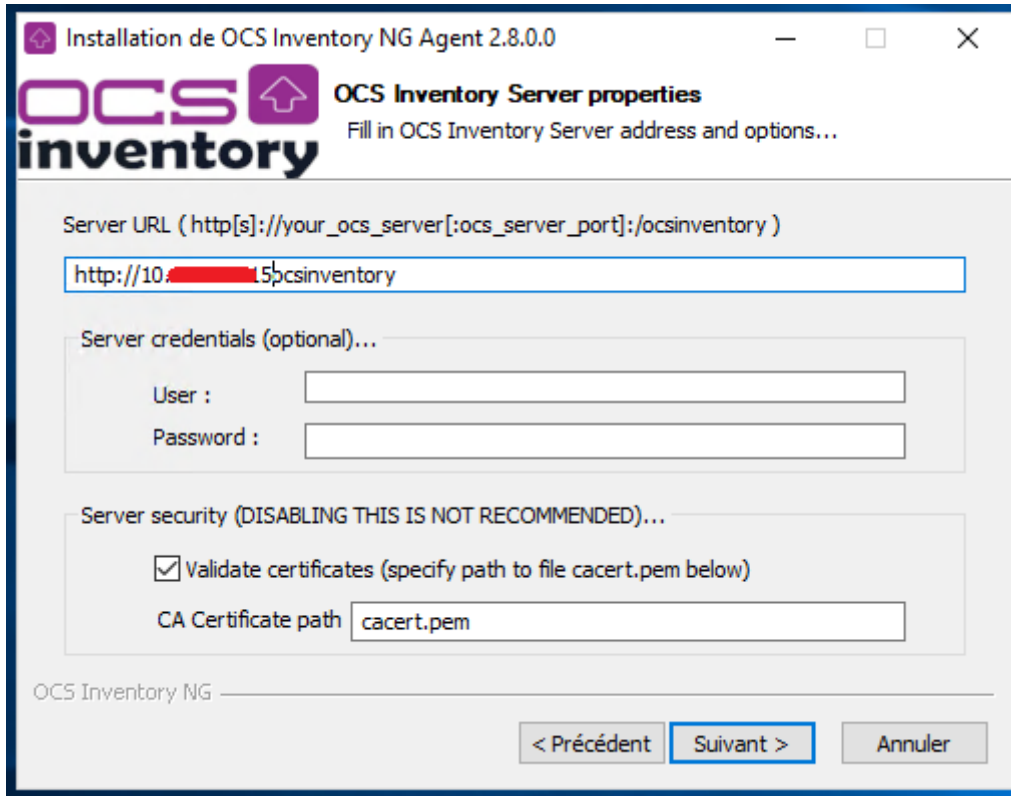 Installation de OCS Inventory NG Agent 2.8.0.0
OCS
inventory
OCS Inventory Server properties
Fill in OCS Inventory Server address and options...
Server URL ( http[s]://your_ocs_server[:ocs_server_port]:/ocsinventory )
http://10. 15ocsinventory
Server credentials (optional)...
User :
Password :
Server security (DISABLING THIS IS NOT RECOMMENDED)...
Validate certificates (specify path to file cacert.pem below)
CA Certificate path
cacert.pem
OCS Inventory NG
< Précédent
Suivant >
Annuler